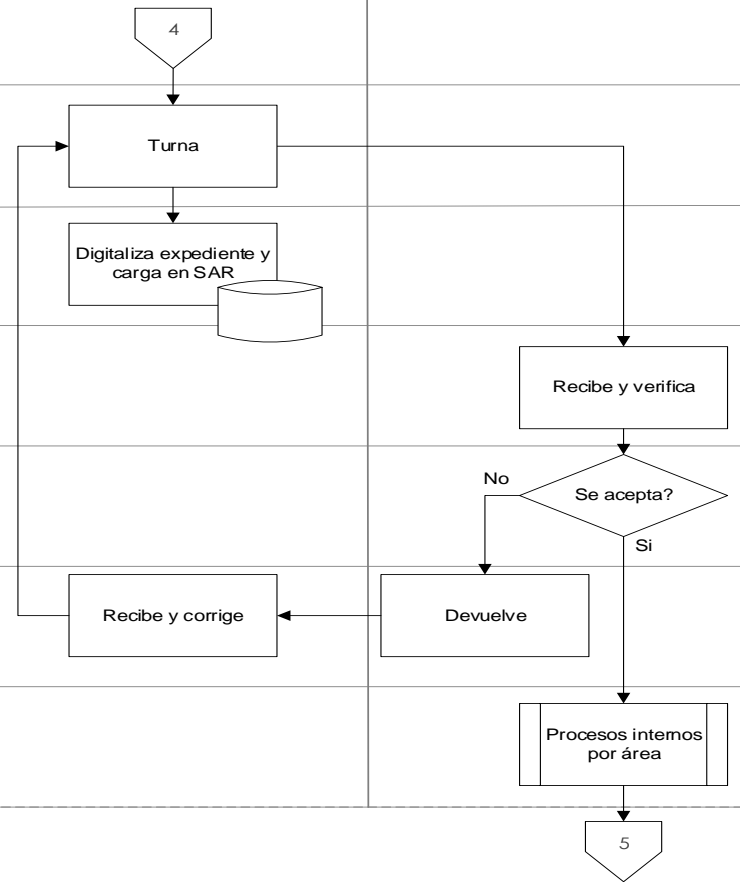 4
Turna
Digitaliza expediente y
carga en SAR
Recibe y verifica
Se acepta?
No
Si
Devuelve
Recibe y corrige
Procesos internos
por área
5